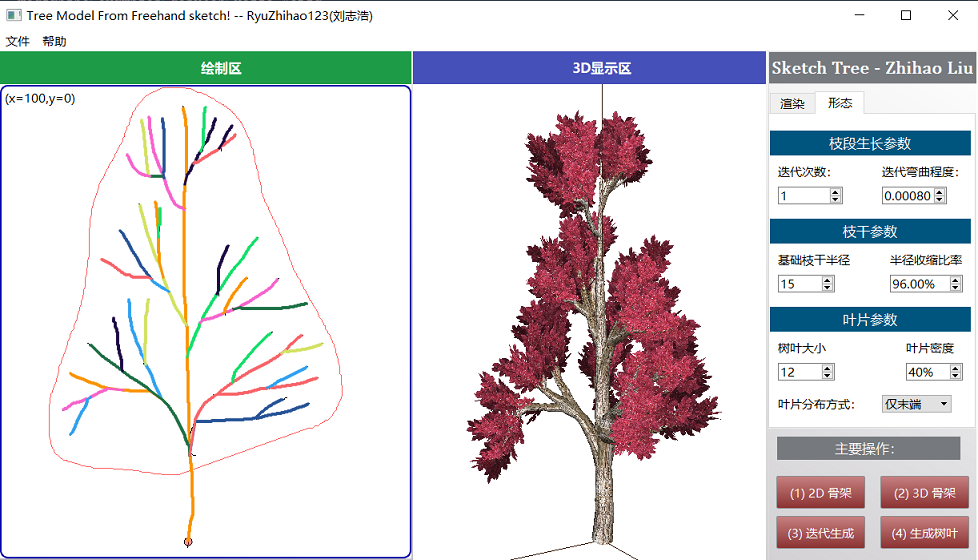 Tree Model From Freehand sketch! -- RyuZhihao123(刘志浩)
文件 帮助
绘制区
(x=100,y=0)
3D显示区
Sketch Tree - Zhihao Liu
渲染 形态
枝段生长参数
迭代次数: 迭代弯曲程度:
1 0.00080
枝干参数
基础枝干半径 半径收缩比率
15 96.00%
叶片参数
树叶大小 叶片密度
12 40%
叶片分布方式: 仅末端
主要操作:
(1) 2D 骨架 (2) 3D 骨架
(3) 迭代生成 (4) 生成树叶